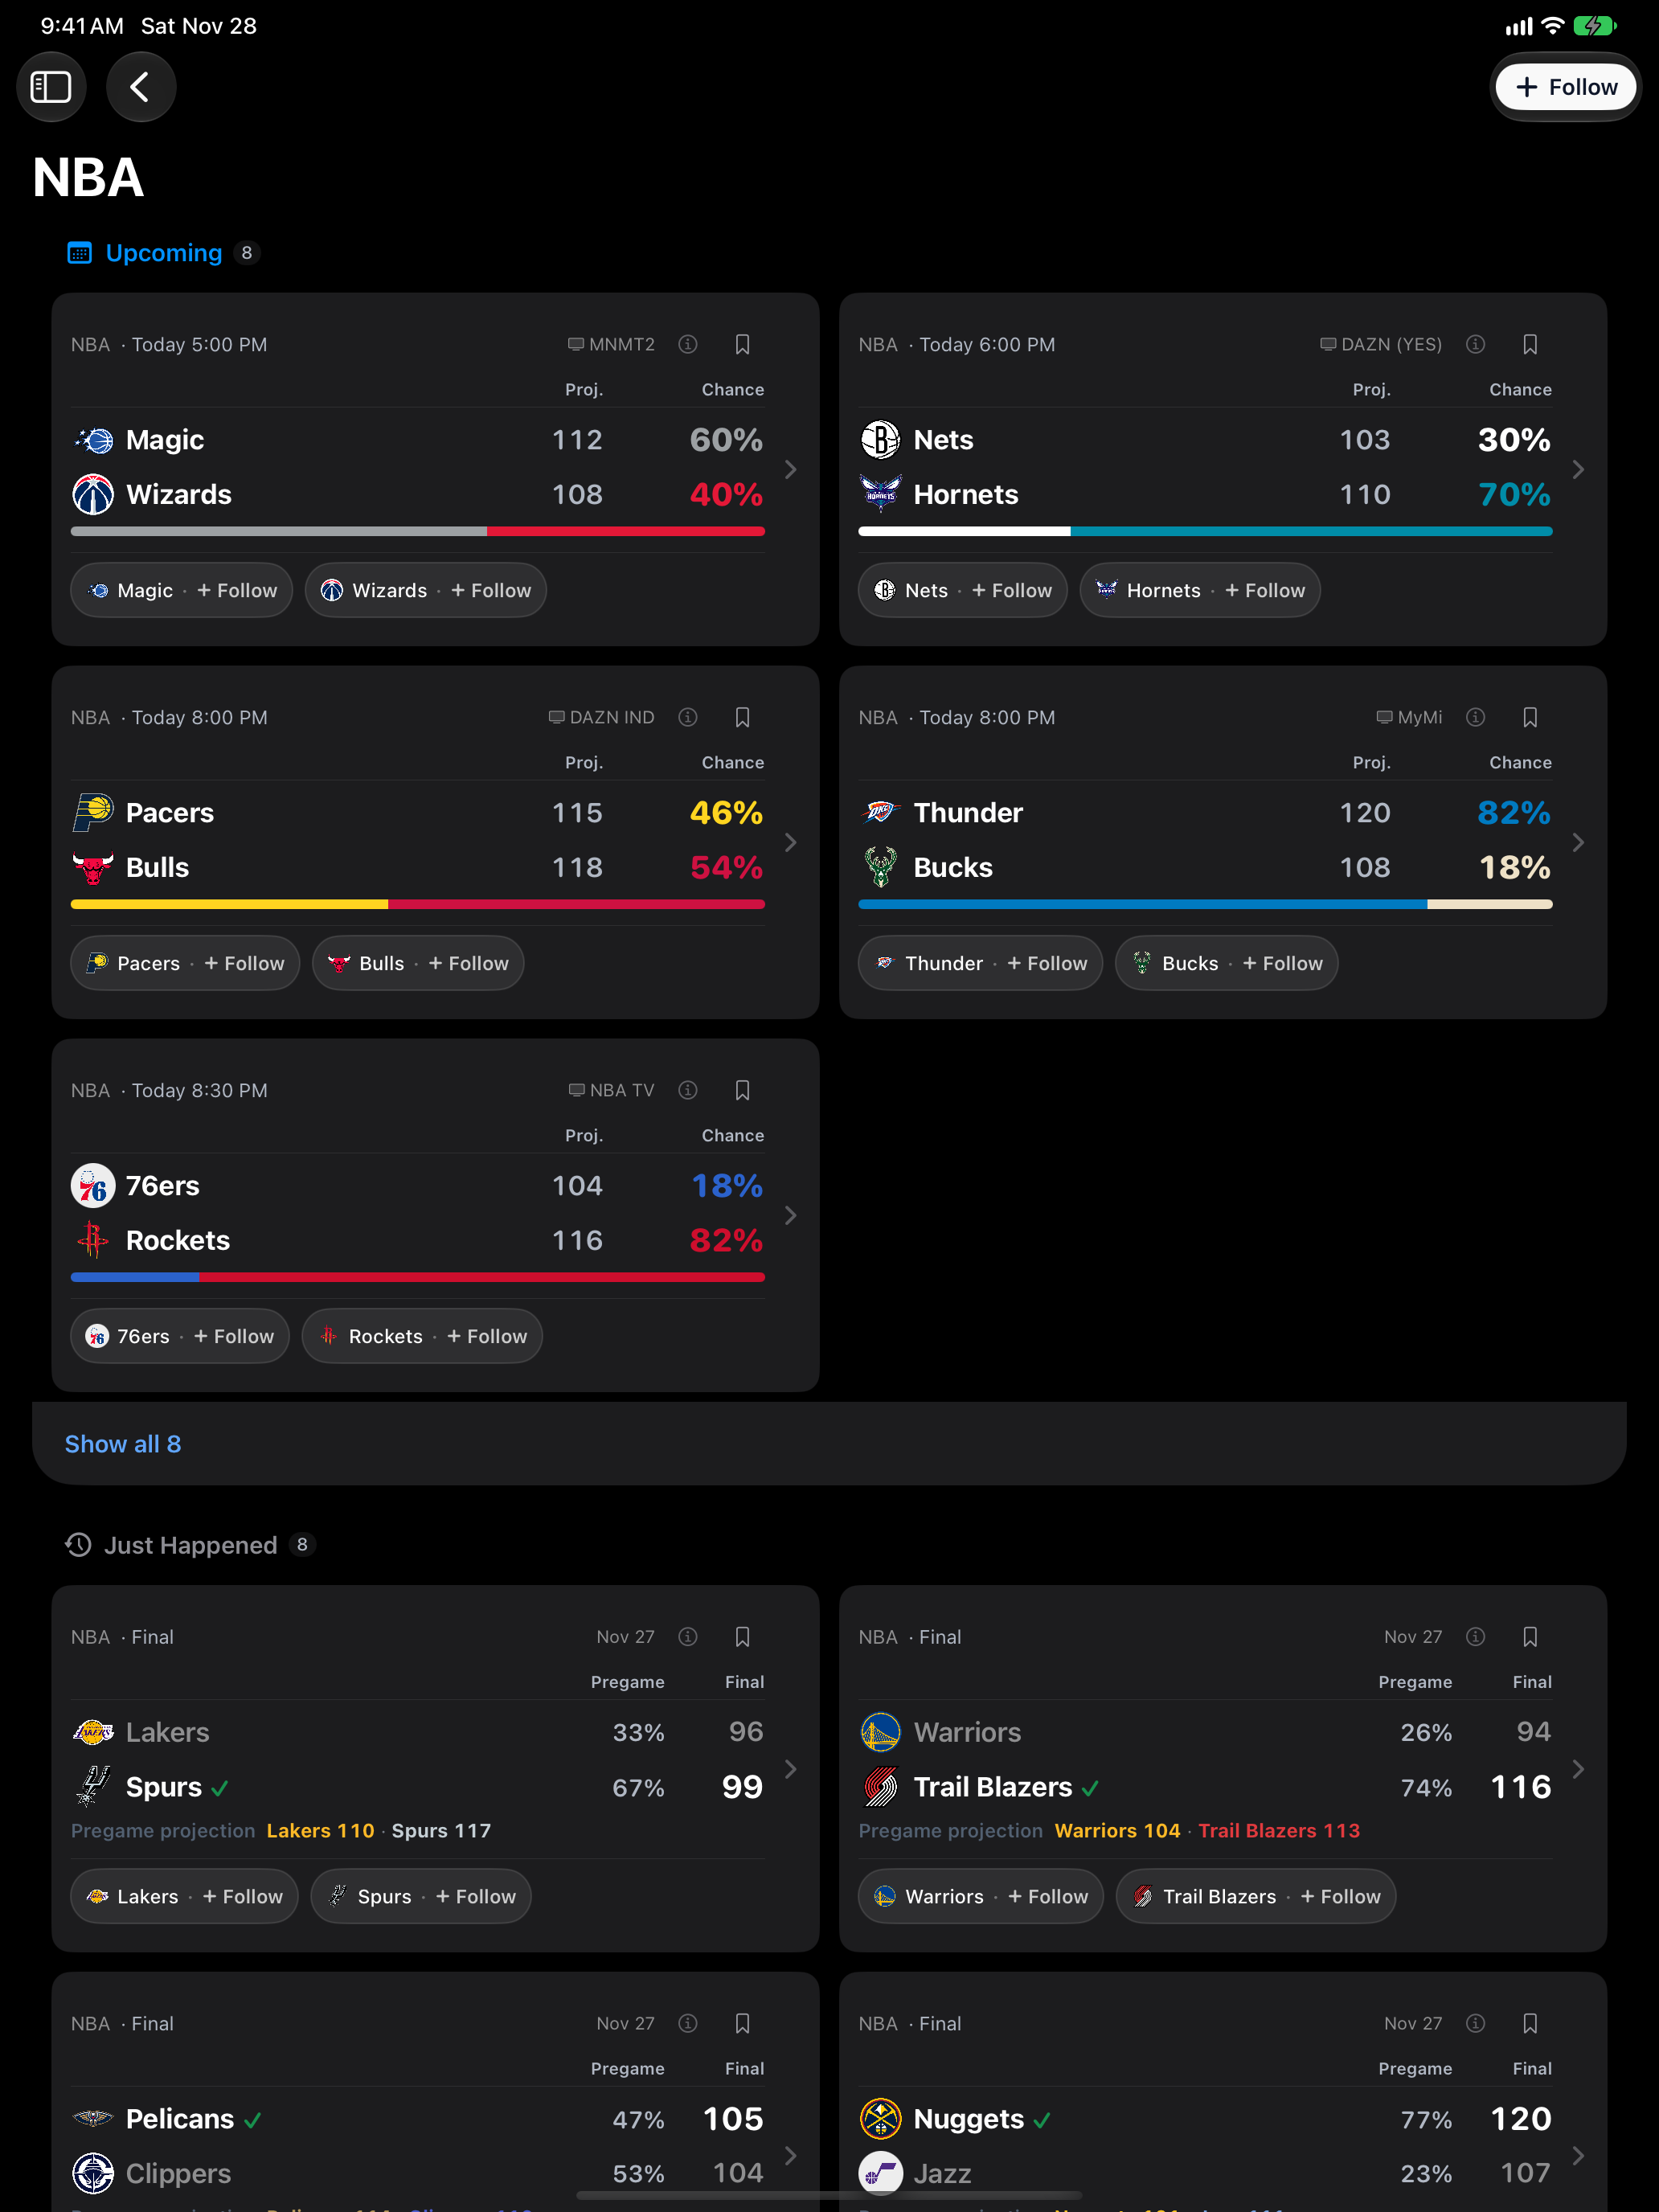 9:41 AM Sat Nov 28
+ Follow
NBA
Upcoming 8
NBA · Today 5:00 PM MNMT2
Proj. Chance
Magic 112 60%
Wizards 108 40%
Magic · + Follow Wizards · + Follow
NBA · Today 6:00 PM DAZN (YES)
Proj. Chance
Nets 103 30%
Hornets 110 70%
Nets · + Follow Hornets · + Follow
NBA · Today 8:00 PM DAZN IND
Proj. Chance
Pacers 115 46%
Bulls 118 54%
Pacers · + Follow Bulls · + Follow
NBA · Today 8:00 PM MyMi
Proj. Chance
Thunder 120 82%
Bucks 108 18%
Thunder · + Follow Bucks · + Follow
NBA · Today 8:30 PM NBA TV
Proj. Chance
76ers 104 18%
Rockets 116 82%
76ers · + Follow Rockets · + Follow
Show all 8
Just Happened 8
NBA · Final Nov 27
Pregame Final
Lakers 33% 96
Spurs ✓ 67% 99
Pregame projection Lakers 110 · Spurs 117
Lakers · + Follow Spurs · + Follow
NBA · Final Nov 27
Pregame Final
Warriors 26% 94
Trail Blazers ✓ 74% 116
Pregame projection Warriors 104 · Trail Blazers 113
Warriors · + Follow Trail Blazers · + Follow
NBA · Final Nov 27
Pregame Final
Pelicans ✓ 47% 105
Clippers 53% 104
NBA · Final Nov 27
Pregame Final
Nuggets ✓ 77% 120
Jazz 23% 107